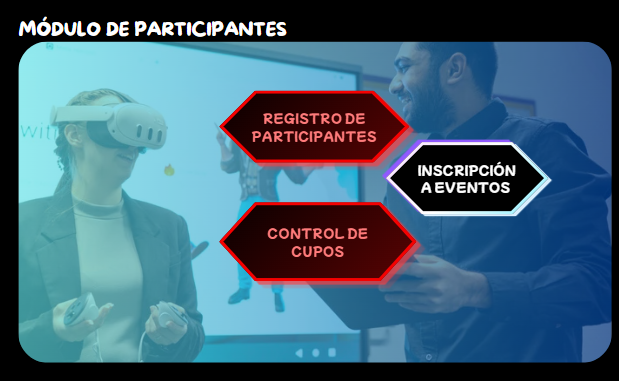 MÓDULO DE PARTICIPANTES
REGISTRO DE
PARTICIPANTES
INSCRIPCIÓN
A EVENTOS
CONTROL DE
CUPOS